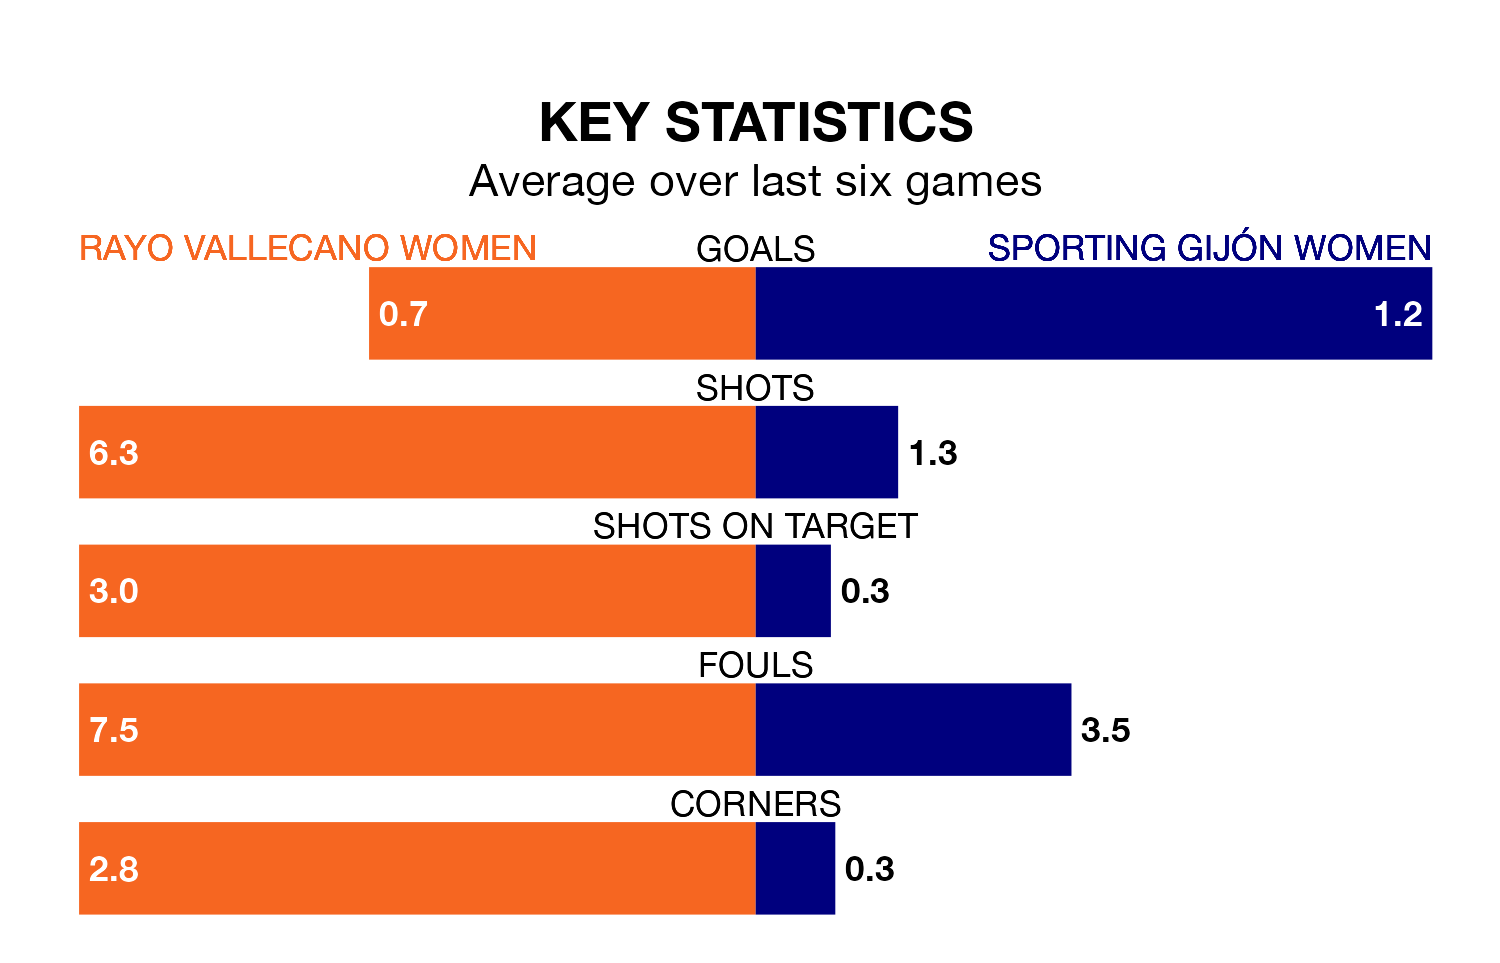 KEY STATISTICS
Average over last six games
RAYO VALLECANO WOMEN GOALS SPORTING GIJÓN WOMEN
0.7 1.2
SHOTS
6.3 1.3
SHOTS ON TARGET
3.0 0.3
FOULS
7.5 3.5
CORNERS
2.8 0.3